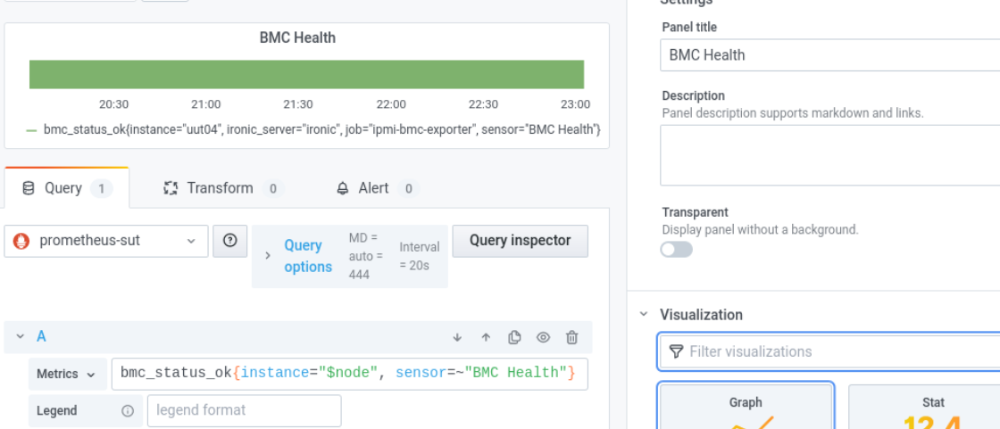 Settings
BMC Health
Panel title
BMC Health
20:30 21:00 21:30 22:00 22:30 23:00
bmc_status_ok{instance="uut04", ironic_server="ironic", job="ipmi-bmc-exporter", sensor="BMC Health"}
Description
Panel description supports markdown and links.
Query 1 Transform 0 Alert 0
Transparent
Display panel without a background.
prometheus-sut
Query options
MD = auto = 444
Interval = 20s
Query inspector
Visualization
A
Filter visualizations
Metrics
bmc_status_ok{instance="$node", sensor=~"BMC Health"}
Graph
Stat
Legend
legend format
12.4